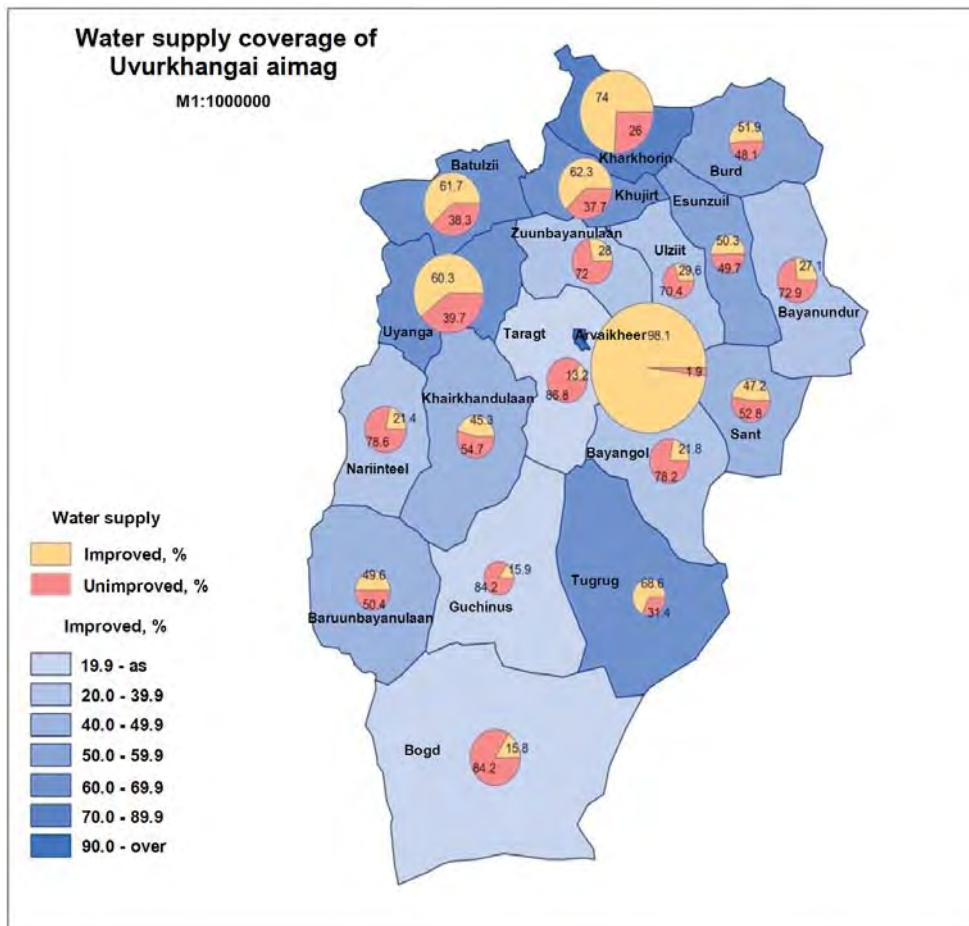 Water supply coverage of
Uvurkhangai aimag
M1:1000000
74
26
Kharkhorin
51.9
48.1
Burd
Batulzii
61.7
38.3
62.3
37.7
Khujirt
Esunzuil
50.3
49.7
Zuunbayanulaan
28
72
Ulziit
29.6
70.4
27.1
72.9
Bayanundur
60.3
39.7
Uyanga
Taragt
13.2
86.8
Arvaikheer
98.1
1.9
47.2
52.8
Sant
Khairkhandulaan
45.3
54.7
21.4
78.6
Nariinteel
Bayangol
21.8
78.2
Water supply
Improved, %
Unimproved, %
49.6
50.4
Baruunbayanulaan
15.9
84.2
Guchinus
Tugrug
68.6
31.4
Improved, %
19.9 - as
20.0 - 39.9
40.0 - 49.9
50.0 - 59.9
60.0 - 69.9
70.0 - 89.9
90.0 - over
Bogd
15.8
84.2